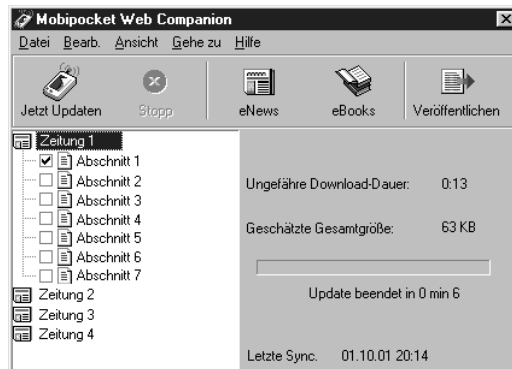 Mobipocket Web Companion
Datei Bearb. Ansicht Gehe zu Hilfe
Jetzt Updaten Stopp eNews eBooks Veröffentlichen
Zeitung 1
Abschnitt 1
Abschnitt 2
Abschnitt 3
Abschnitt 4
Abschnitt 5
Abschnitt 6
Abschnitt 7
Zeitung 2
Zeitung 3
Zeitung 4
Ungefähre Download-Dauer: 0:13
Geschätzte Gesamtgröße: 63 KB
Update beendet in 0 min 6
Letzte Sync. 01.10.01 20:14